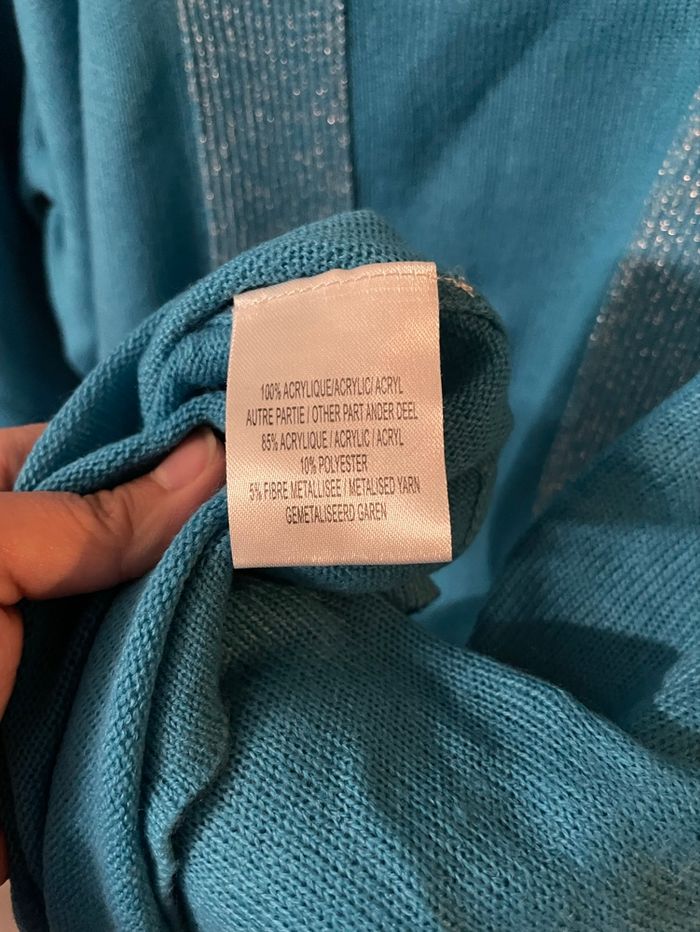 100% ACRYLIQUE/ACRYLIC/ ACRYL
AUTRE PARTIE / OTHER PART ANDER DEEL
85% ACRYLIQUE / ACRYLIC / ACRYL
10% POLYESTER
5% FIBRE METALLISEE / METALISED YARN
GEMETALISEERD GAREN